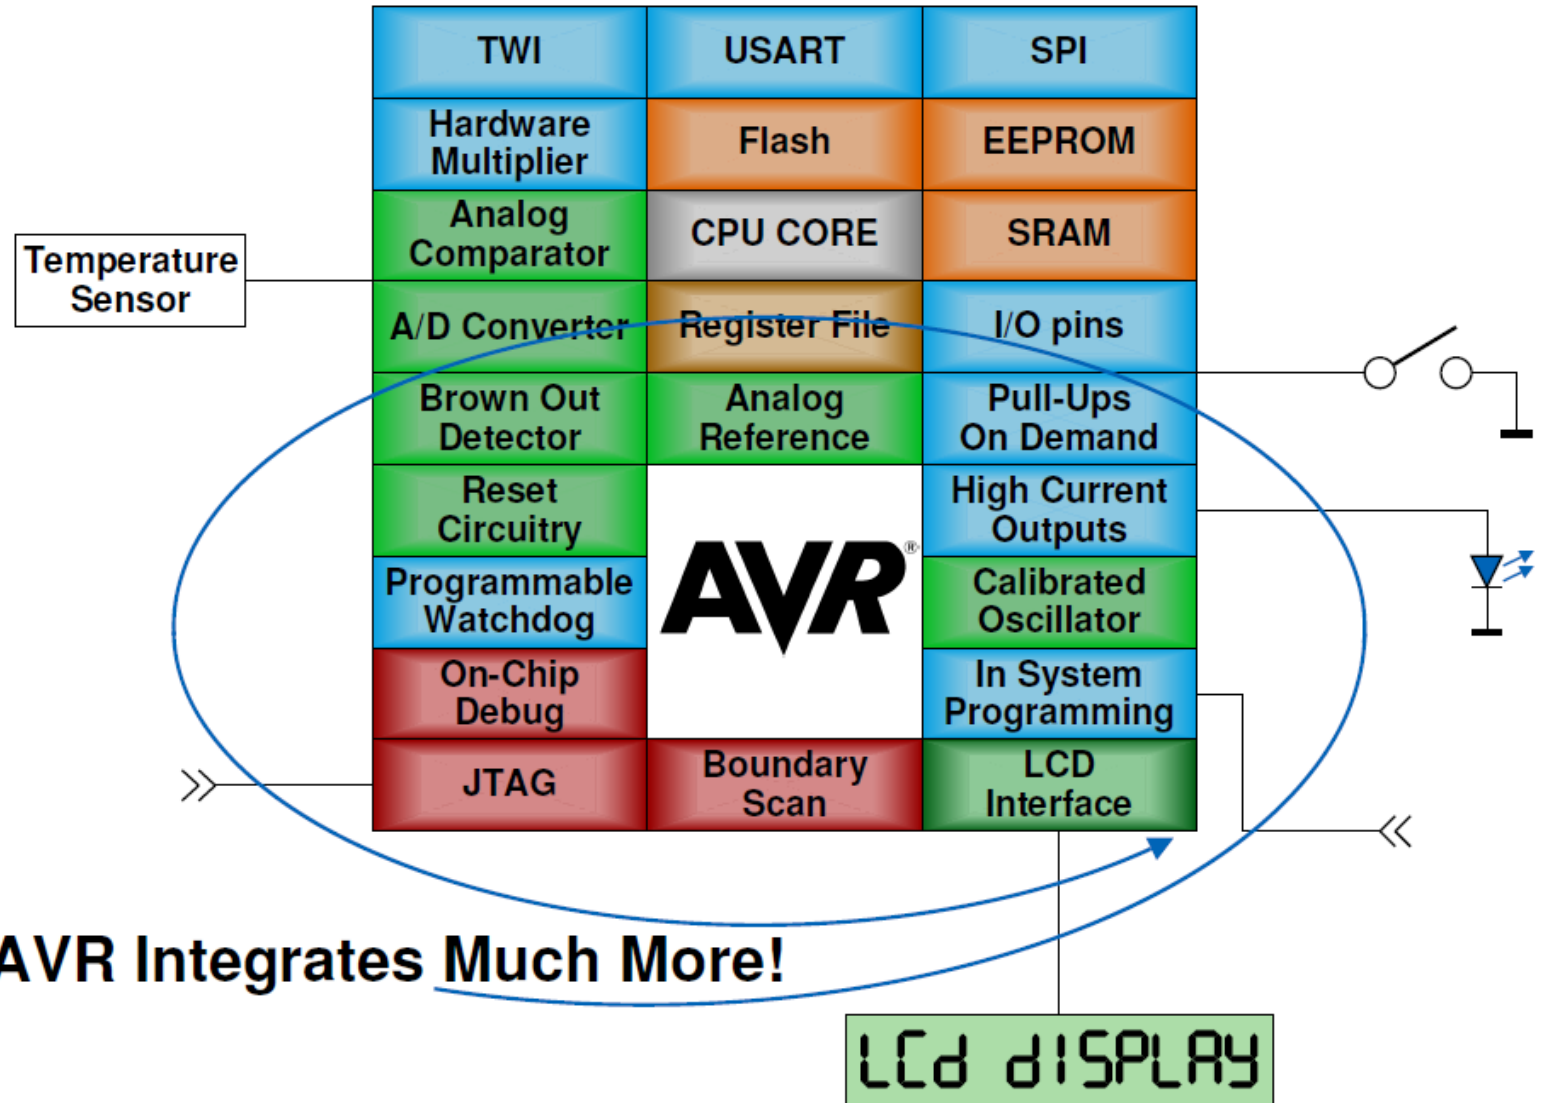 TWI
USART
SPI
Hardware
Multiplier
Flash
EEPROM
Analog
Comparator
CPU CORE
SRAM
Temperature
Sensor
A/D Converter
Register File
I/O pins
Brown Out
Detector
Analog
Reference
Pull-Ups
On Demand
Reset
Circuitry
High Current
Outputs
AVR®
Programmable
Watchdog
Calibrated
Oscillator
On-Chip
Debug
In System
Programming
JTAG
Boundary
Scan
LCD
Interface
AVR Integrates Much More!
LCd dISPLAY